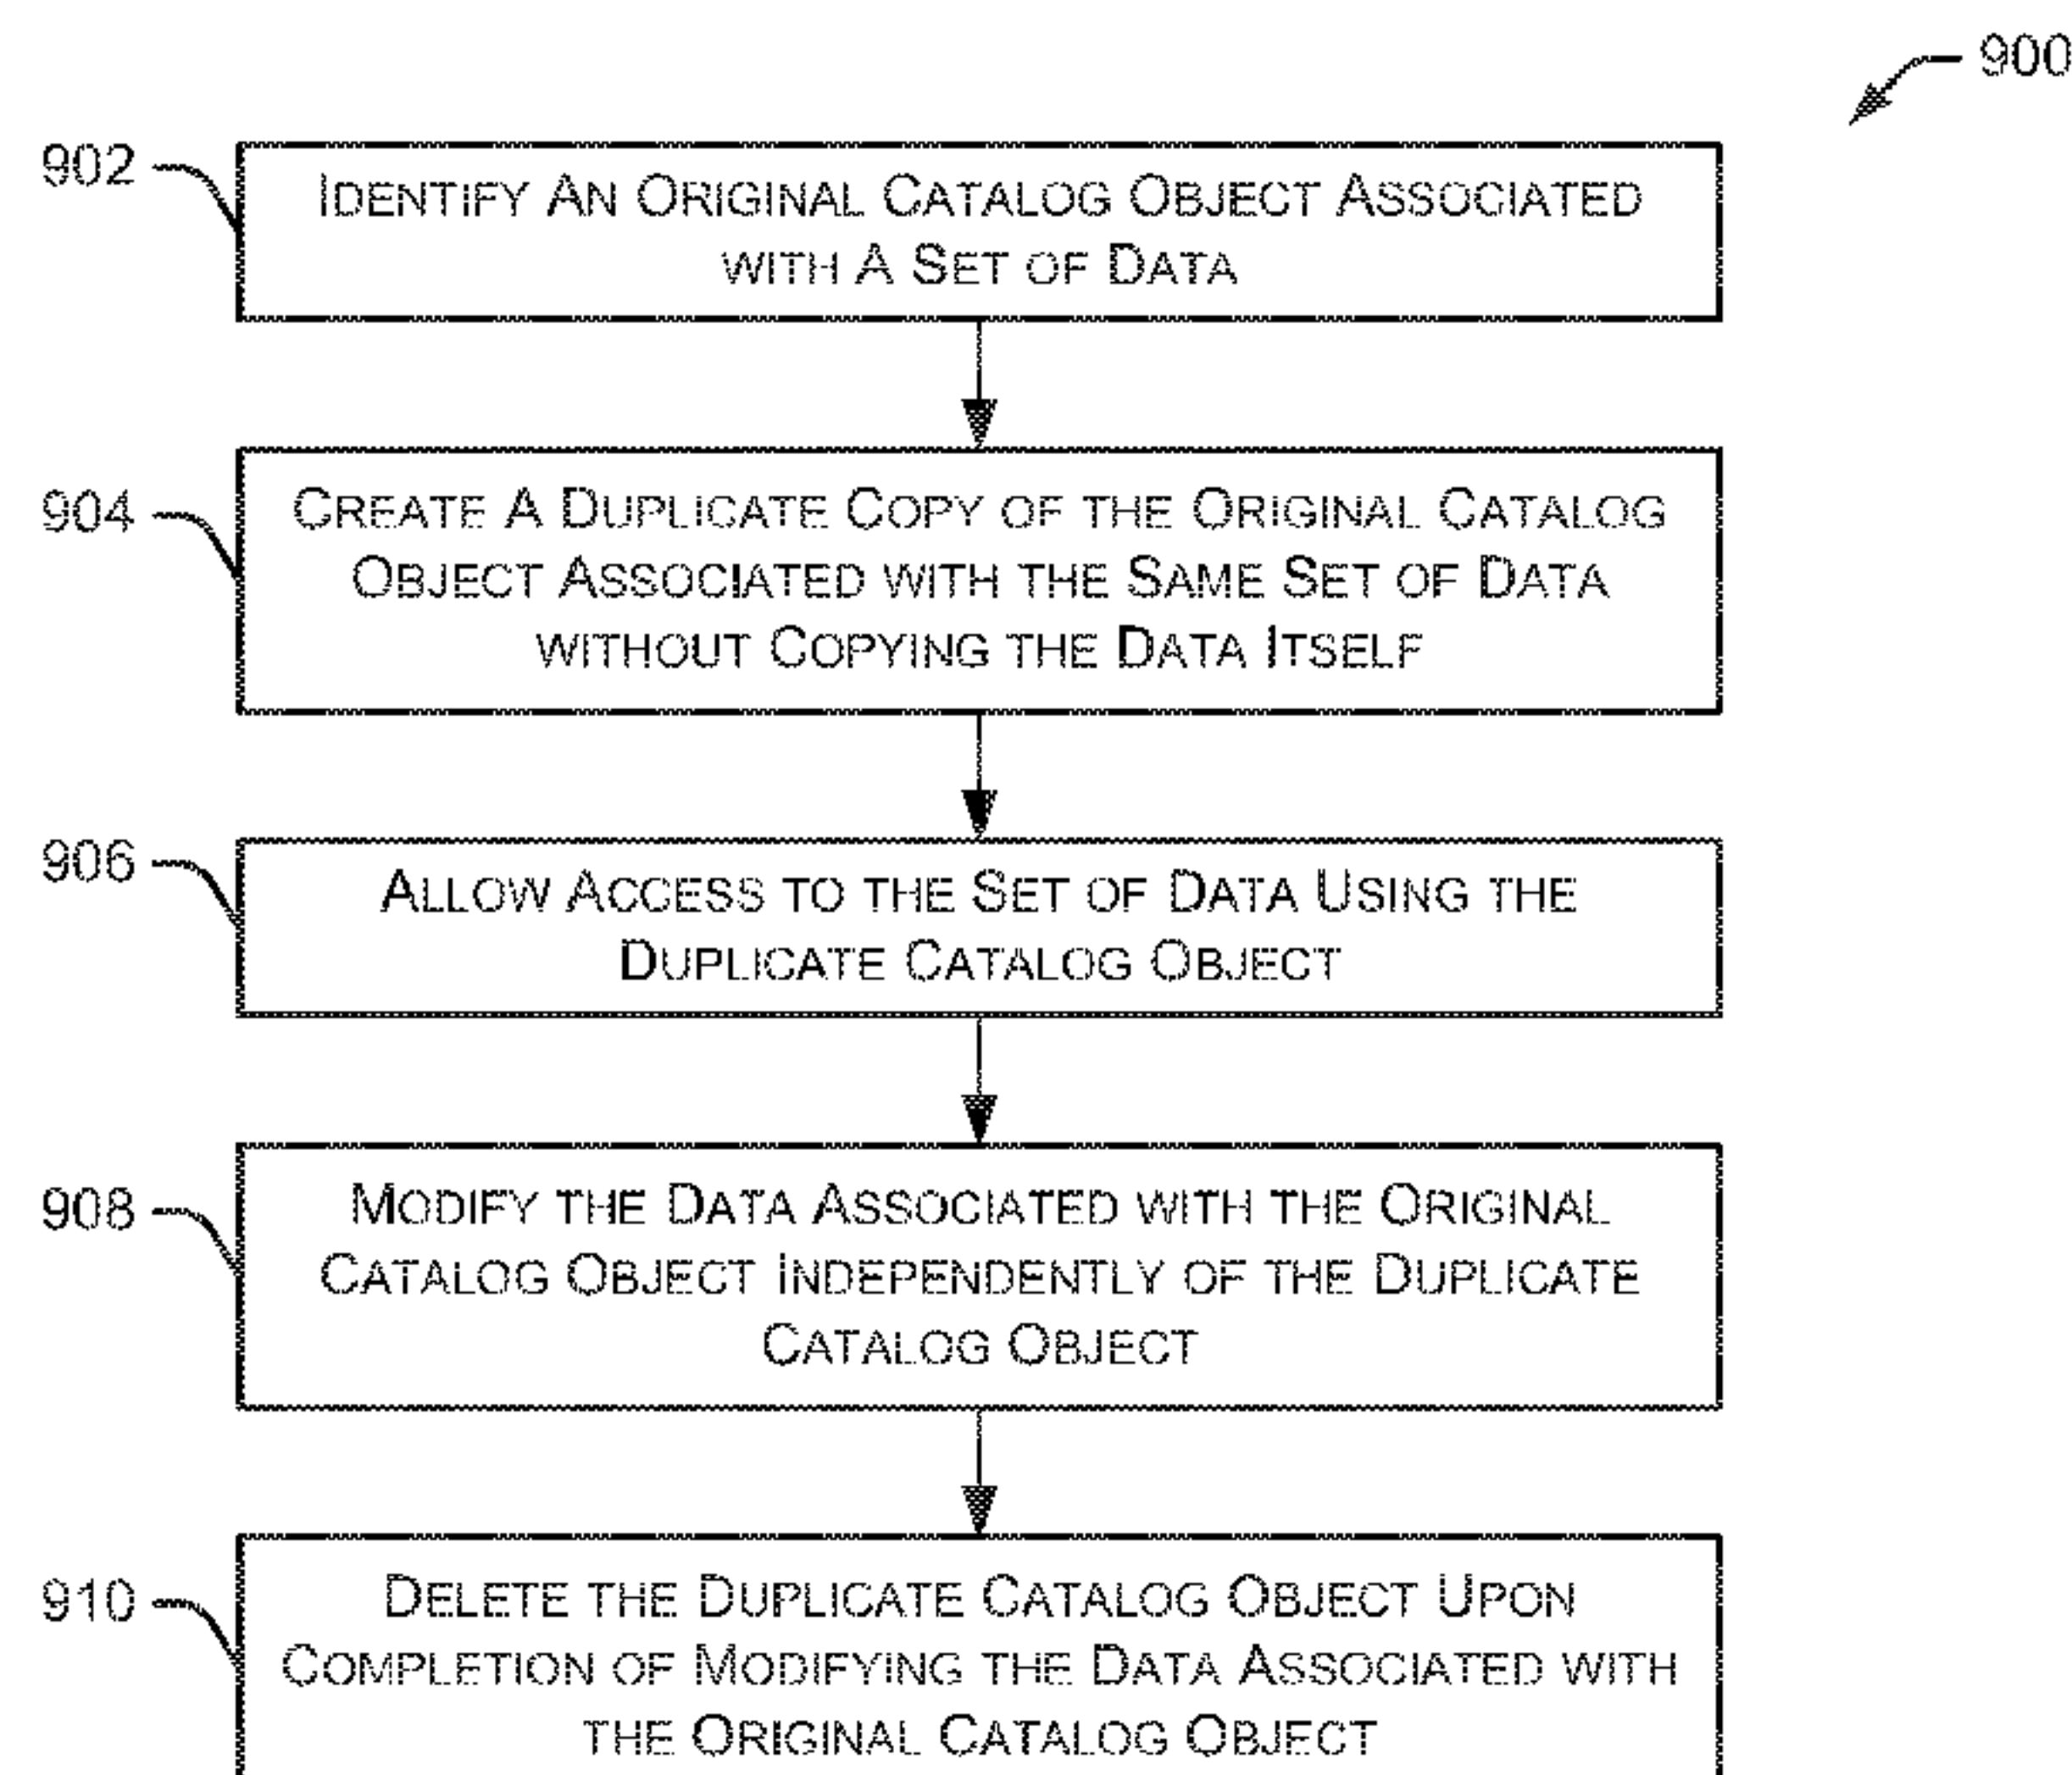 900
902
IDENTIFY AN ORIGINAL CATALOG OBJECT ASSOCIATED
WITH A SET OF DATA
904
CREATE A DUPLICATE COPY OF THE ORIGINAL CATALOG
OBJECT ASSOCIATED WITH THE SAME SET OF DATA
WITHOUT COPYING THE DATA ITSELF
906
ALLOW ACCESS TO THE SET OF DATA USING THE
DUPLICATE CATALOG OBJECT
908
MODIFY THE DATA ASSOCIATED WITH THE ORIGINAL
CATALOG OBJECT INDEPENDENTLY OF THE DUPLICATE
CATALOG OBJECT
910
DELETE THE DUPLICATE CATALOG OBJECT UPON
COMPLETION OF MODIFYING THE DATA ASSOCIATED WITH
THE ORIGINAL CATALOG OBJECT